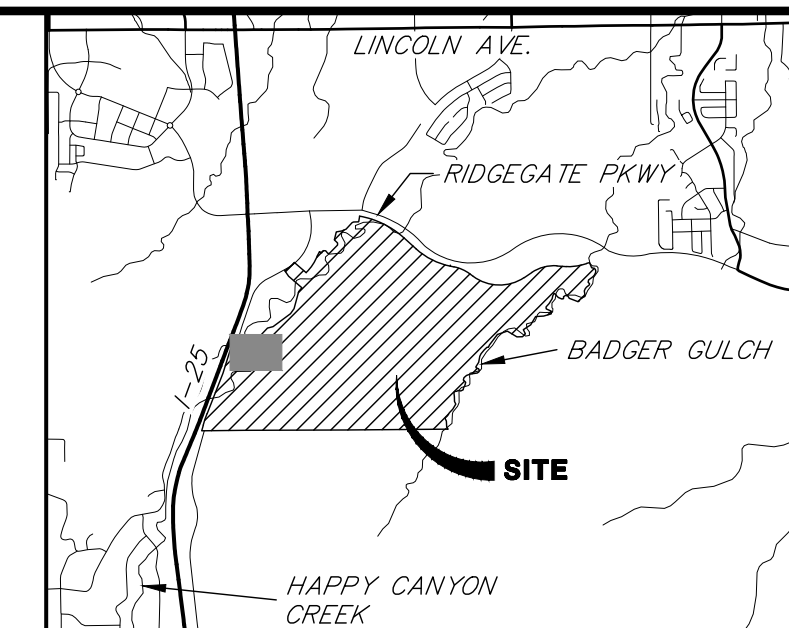 LINCOLN AVE.
RIDGEGATE PKWY
BADGER GULCH
I-25
SITE
HAPPY CANYON
CREEK